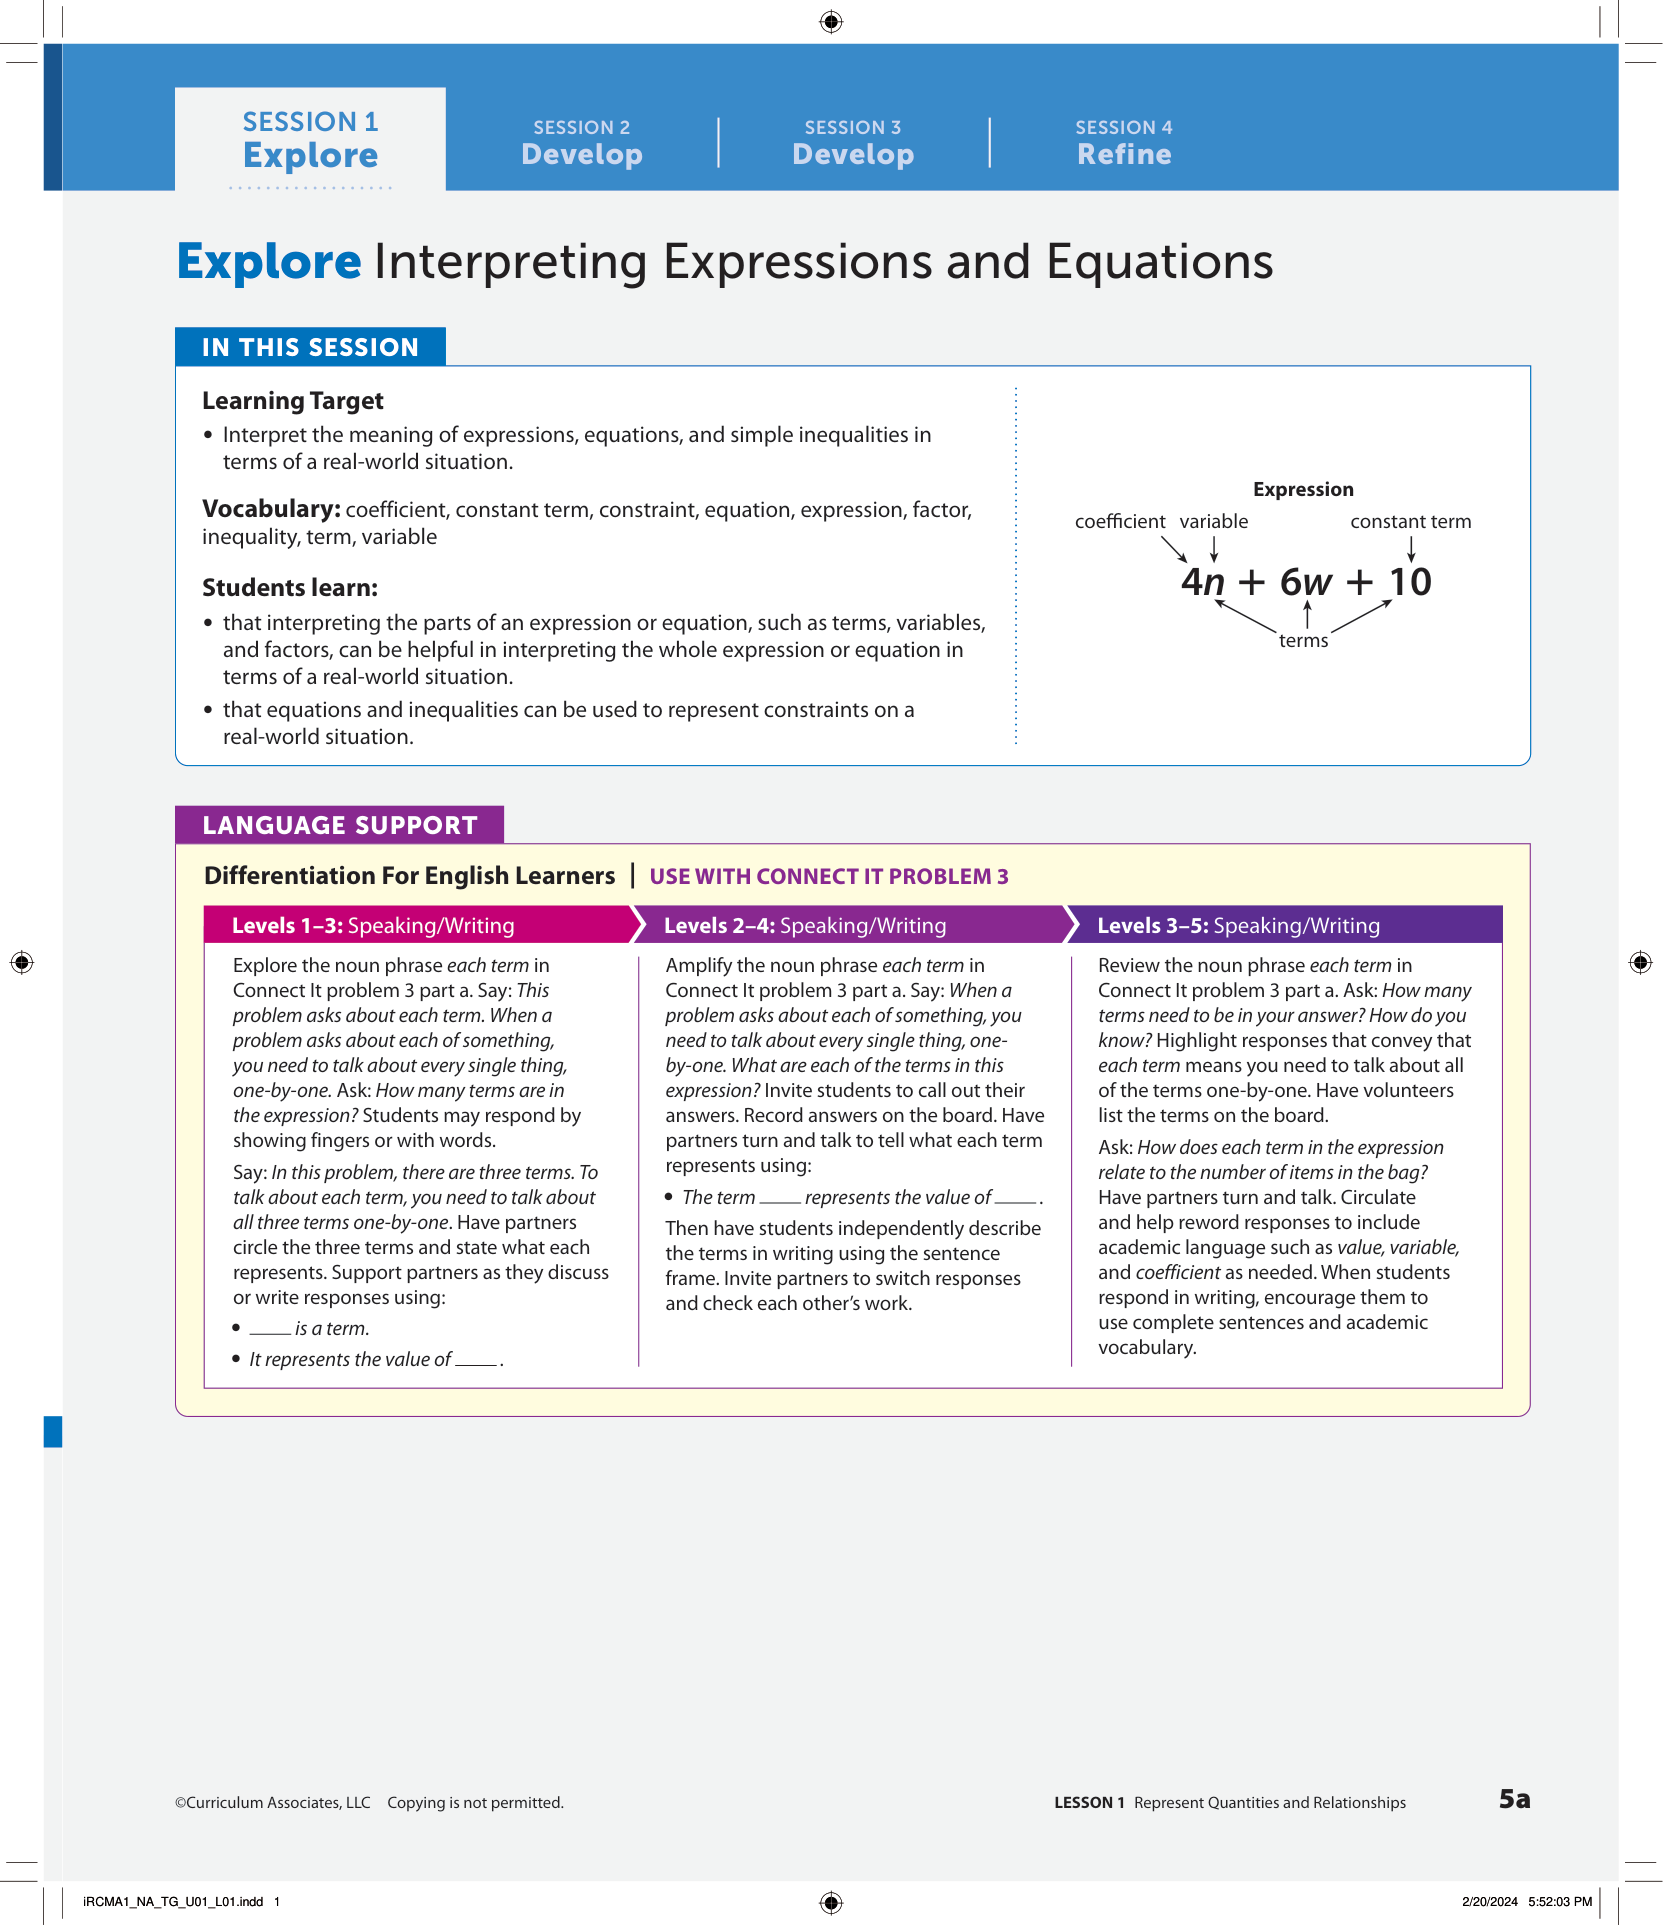 SESSION 1
Explore
SESSION 2
Develop
SESSION 3
Develop
SESSION 4
Refine
Explore Interpreting Expressions and Equations
IN THIS SESSION
Learning Target
• Interpret the meaning of expressions, equations, and simple inequalities in
terms of a real-world situation.
Vocabulary: coefficient, constant term, constraint, equation, expression, factor,
inequality, term, variable
Students learn:
• that interpreting the parts of an expression or equation, such as terms, variables,
and factors, can be helpful in interpreting the whole expression or equation in
terms of a real-world situation.
• that equations and inequalities can be used to represent constraints on a
real-world situation.
Expression
coefficient variable constant term
4n + 6w + 10
terms
LANGUAGE SUPPORT
Differentiation For English Learners | USE WITH CONNECT IT PROBLEM 3
Levels 1–3: Speaking/Writing
Explore the noun phrase each term in
Connect It problem 3 part a. Say: This
problem asks about each term. When a
problem asks about each of something,
you need to talk about every single thing,
one-by-one. Ask: How many terms are in
the expression? Students may respond by
showing fingers or with words.
Say: In this problem, there are three terms. To
talk about each term, you need to talk about
all three terms one-by-one. Have partners
circle the three terms and state what each
represents. Support partners as they discuss
or write responses using:
• ____ is a term.
• It represents the value of ____ .
Levels 2–4: Speaking/Writing
Amplify the noun phrase each term in
Connect It problem 3 part a. Say: When a
problem asks about each of something, you
need to talk about every single thing, one-
by-one. What are each of the terms in this
expression? Invite students to call out their
answers. Record answers on the board. Have
partners turn and talk to tell what each term
represents using:
• The term ____ represents the value of ____ .
Then have students independently describe
the terms in writing using the sentence
frame. Invite partners to switch responses
and check each other’s work.
Levels 3–5: Speaking/Writing
Review the noun phrase each term in
Connect It problem 3 part a. Ask: How many
terms need to be in your answer? How do you
know? Highlight responses that convey that
each term means you need to talk about all
of the terms one-by-one. Have volunteers
list the terms on the board.
Ask: How does each term in the expression
relate to the number of items in the bag?
Have partners turn and talk. Circulate
and help reword responses to include
academic language such as value, variable,
and coefficient as needed. When students
respond in writing, encourage them to
use complete sentences and academic
vocabulary.
©Curriculum Associates, LLC Copying is not permitted.
LESSON 1 Represent Quantities and Relationships 5a
iRCMA1_NA_TG_U01_L01.indd 1
2/20/2024 5:52:03 PM